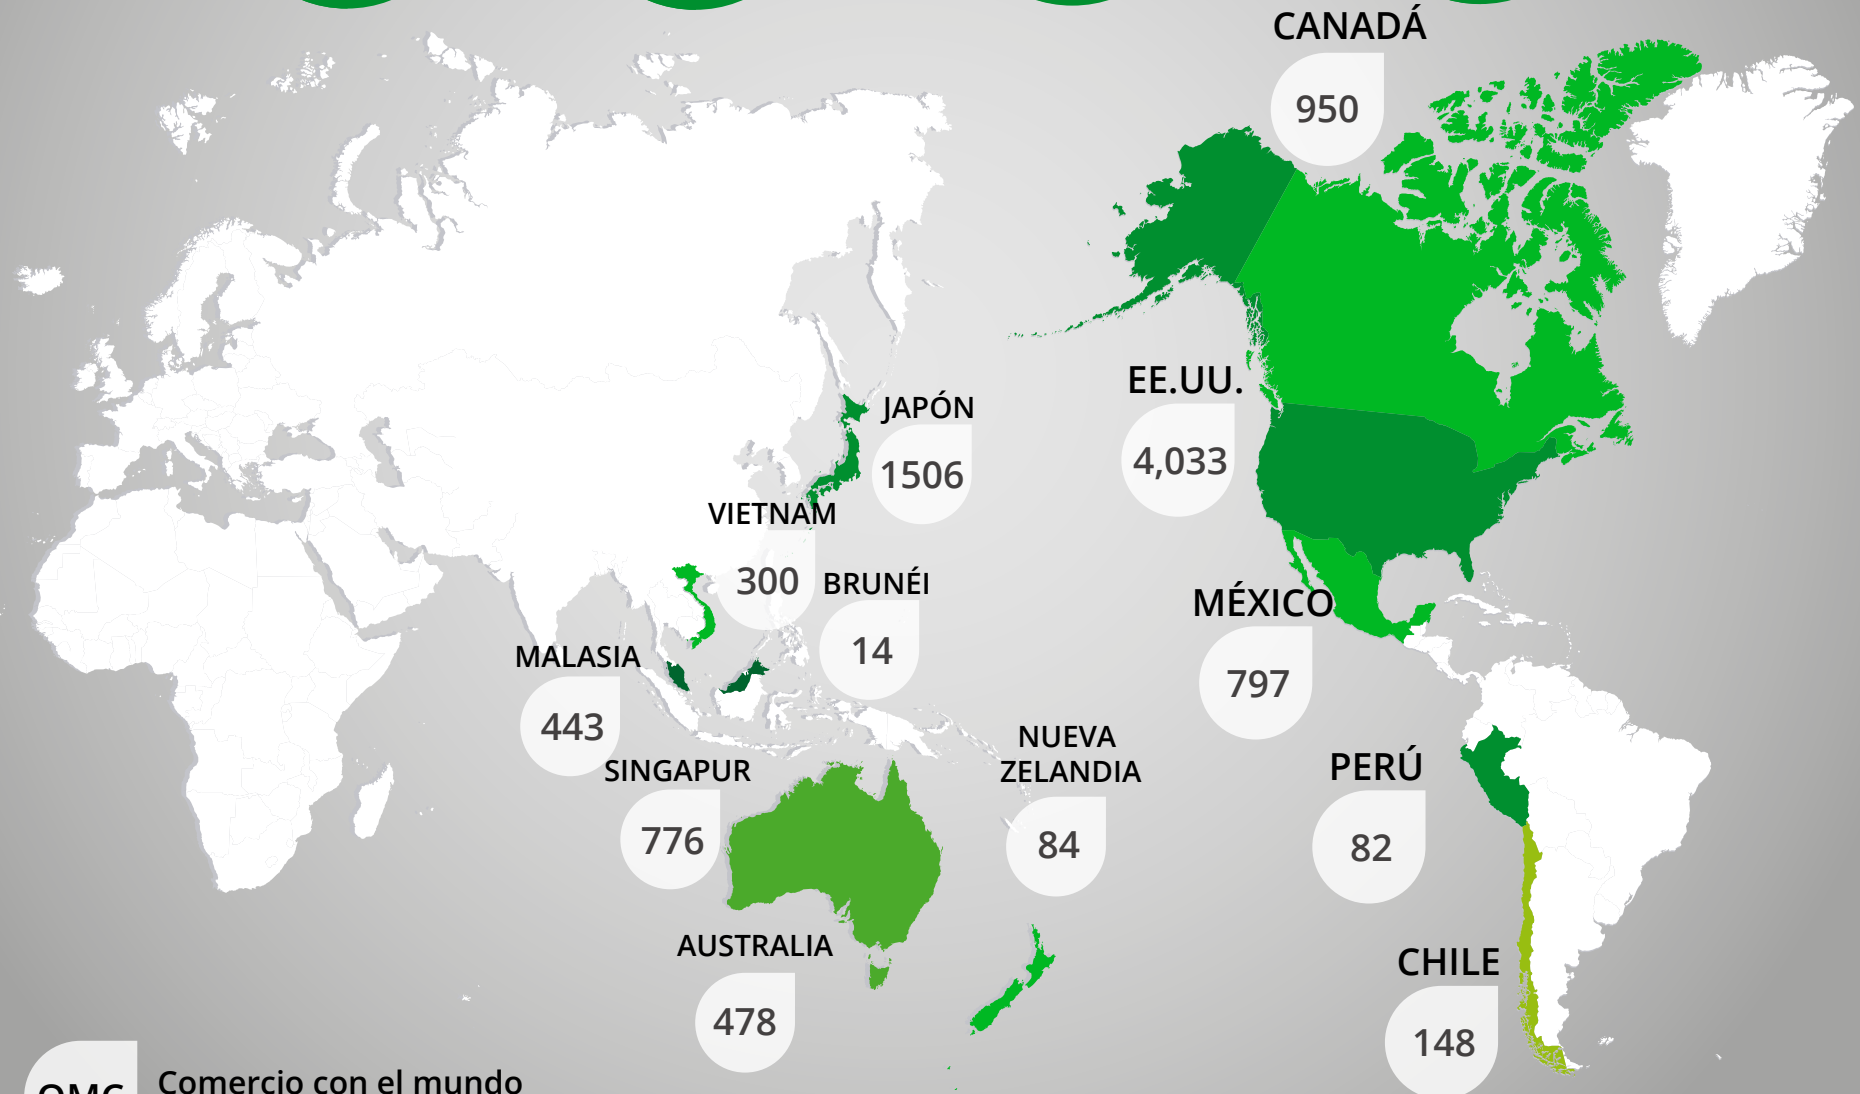 CANADÁ
950
EE.UU.
4,033
JAPÓN
1506
VIETNAM
300
BRUNÉI
14
MÉXICO
797
MALASIA
443
SINGAPUR
776
NUEVA
ZELANDIA
84
PERÚ
82
AUSTRALIA
478
CHILE
148
OMC
Comercio con el mundo